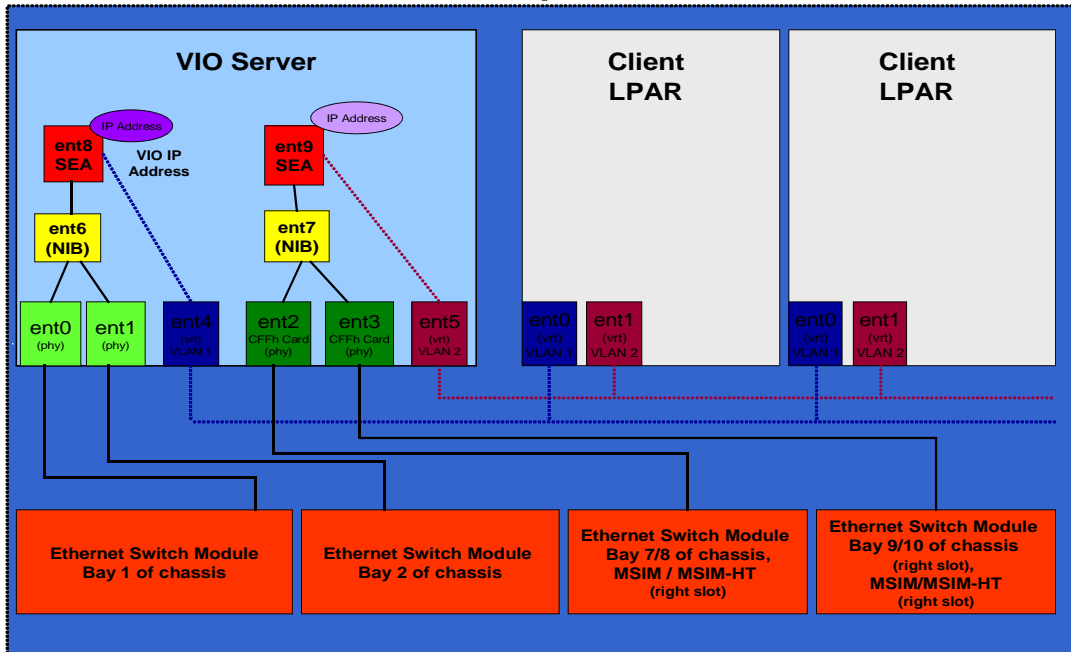 VIO Server
IP Address
ent8
SEA
VIO IP
Address
IP Address
ent9
SEA
ent6
(NIB)
ent7
(NIB)
ent0
(phy)
ent1
(phy)
ent4
(vrt)
VLAN 1
ent2
CFFh Card
(phy)
ent3
CFFh Card
(phy)
ent5
(vrt)
VLAN 2
Client
LPAR
ent0
(vrt)
VLAN 1
ent1
(vrt)
VLAN 2
Client
LPAR
ent0
(vrt)
VLAN 1
ent1
(vrt)
VLAN 2
Ethernet Switch Module
Bay 1 of chassis
Ethernet Switch Module
Bay 2 of chassis
Ethernet Switch Module
Bay 7/8 of chassis,
MSIM / MSIM-HT
(right slot)
Ethernet Switch Module
Bay 9/10 of chassis
(right slot),
MSIM/MSIM-HT
(right slot)